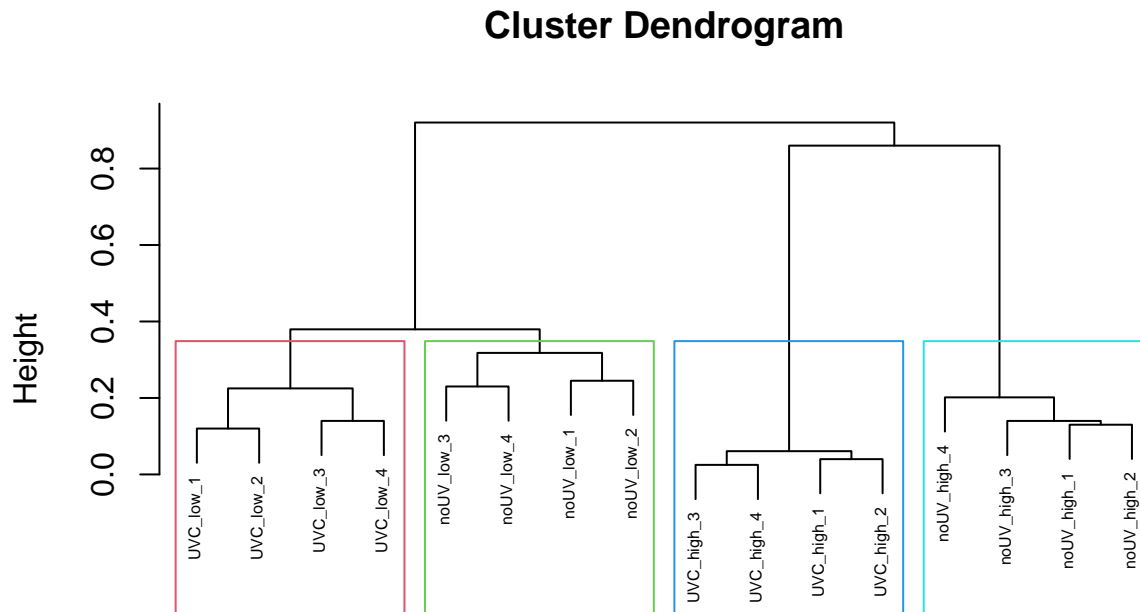 Cluster Dendrogram
Height
0.0
0.2
0.4
0.6
0.8
UVC_low_1
UVC_low_2
UVC_low_3
UVC_low_4
noUV_low_3
noUV_low_4
noUV_low_1
noUV_low_2
UVC_high_3
UVC_high_4
UVC_high_1
UVC_high_2
noUV_high_4
noUV_high_3
noUV_high_1
noUV_high_2